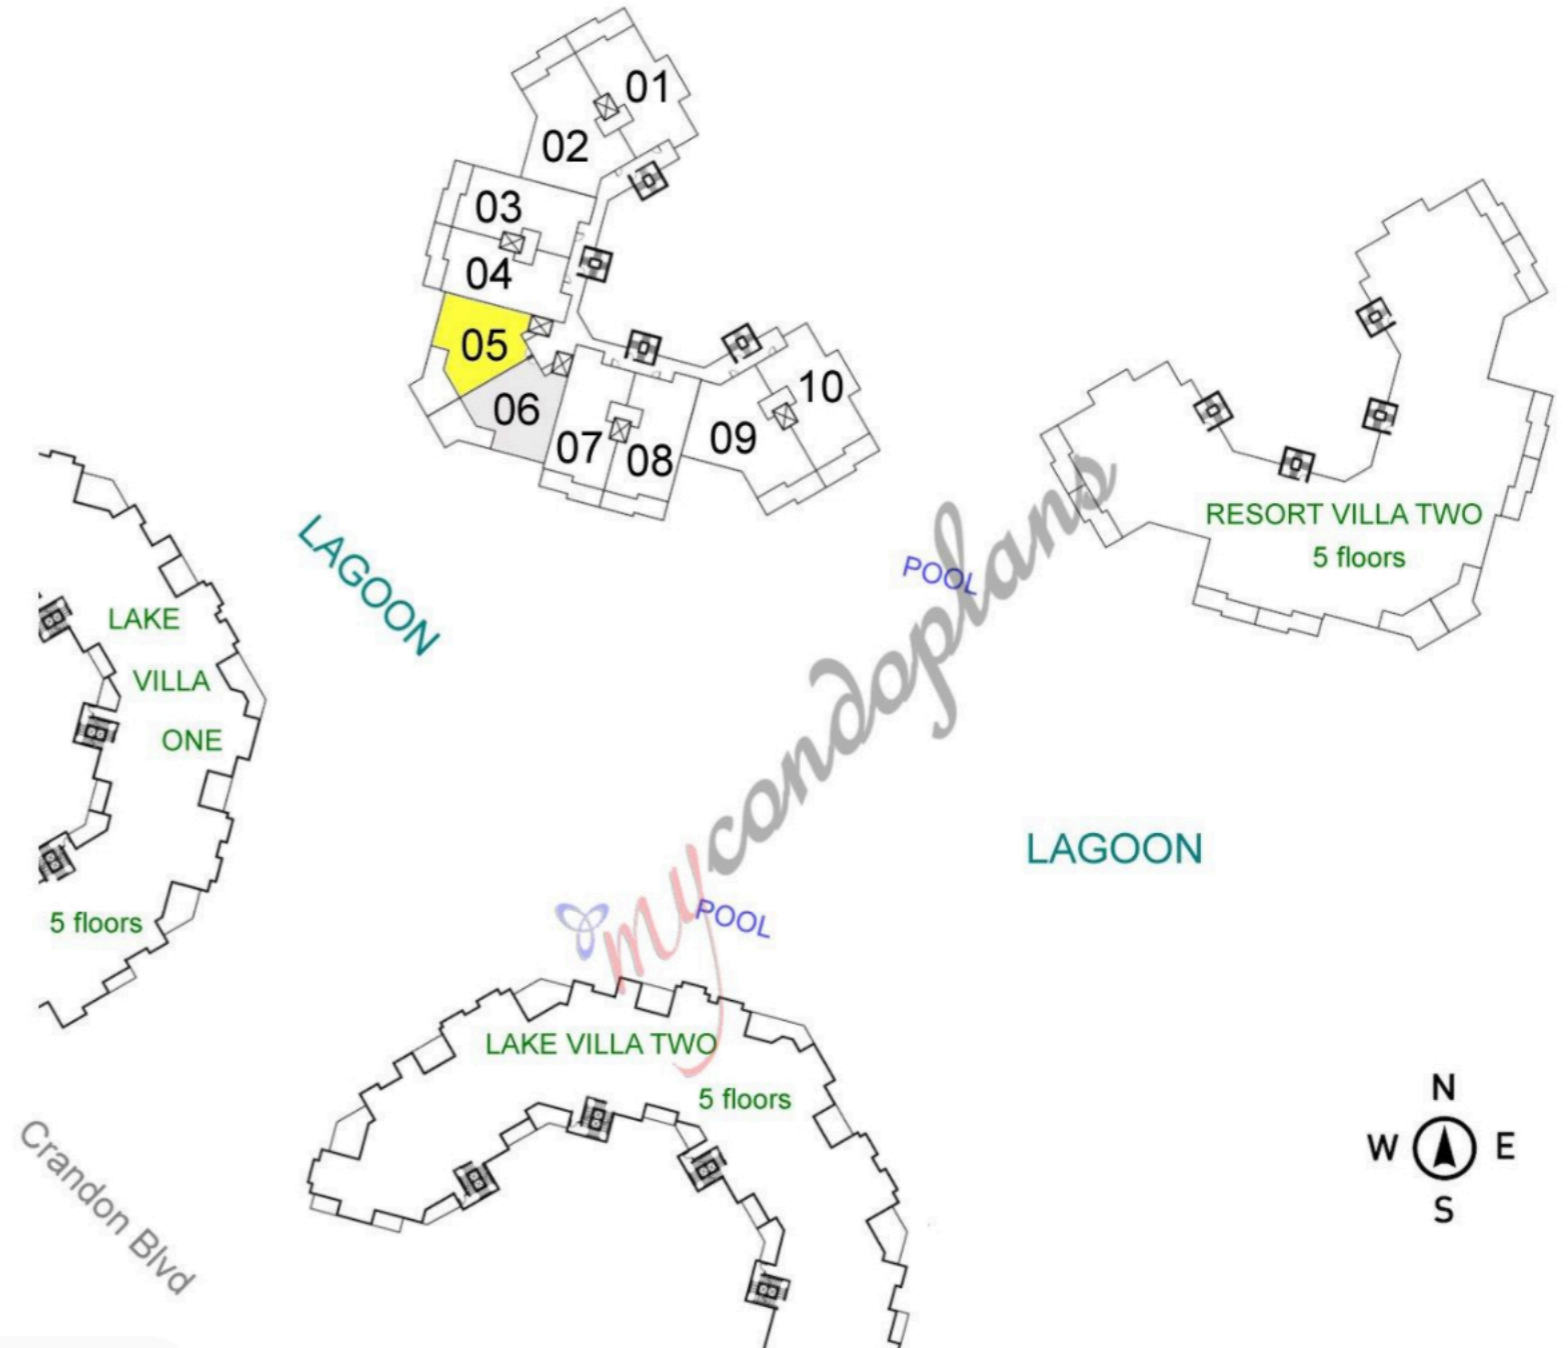 01
02
03
04
05
06
07
08
09
10
RESORT VILLA TWO
5 floors
LAGOON
POOL
LAKE
VILLA
ONE
5 floors
mycondoplans
LAGOON
POOL
LAKE VILLA TWO
5 floors
Crandon Blvd
N
W E
S